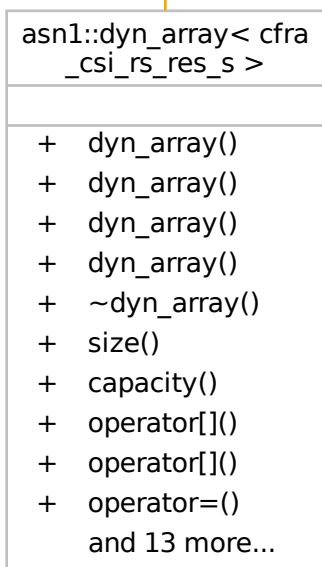 asn1::dyn_array< cfra
_csi_rs_res_s >
+ dyn_array()
+ dyn_array()
+ dyn_array()
+ dyn_array()
+ ~dyn_array()
+ size()
+ capacity()
+ operator[]()
+ operator[]()
+ operator=()
and 13 more...